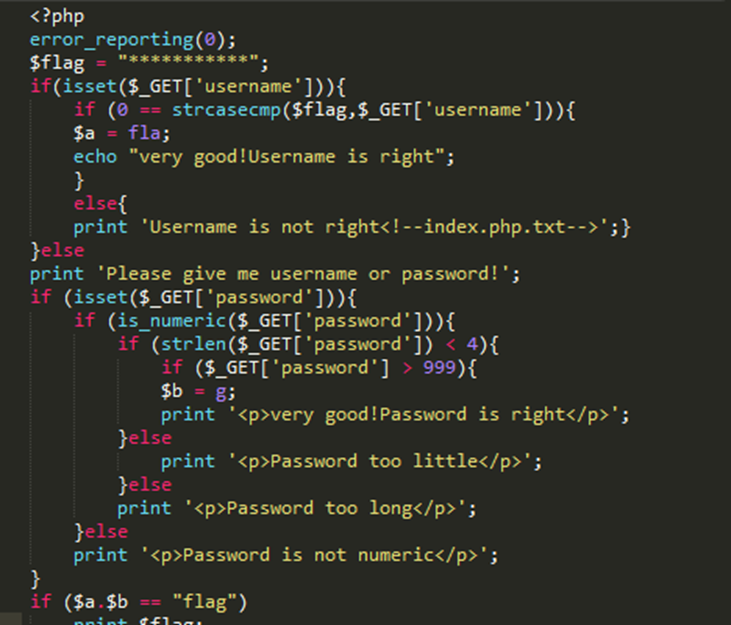 <?php
error_reporting(0);
$flag = "***********";
if(isset($_GET['username'])){
if (0 == strcasecmp($flag,$_GET['username'])){
$a = fla;
echo "very good!Username is right";
}
else{
print 'Username is not right<!--index.php.txt-->';}
}else
print 'Please give me username or password!';
if (isset($_GET['password'])){
if (is_numeric($_GET['password'])){
if (strlen($_GET['password']) < 4){
if ($_GET['password'] > 999){
$b = g;
print '<p>very good!Password is right</p>';
}else
print '<p>Password too little</p>';
}else
print '<p>Password too long</p>';
}else
print '<p>Password is not numeric</p>';
}
if ($a.$b == "flag")
print $flag;